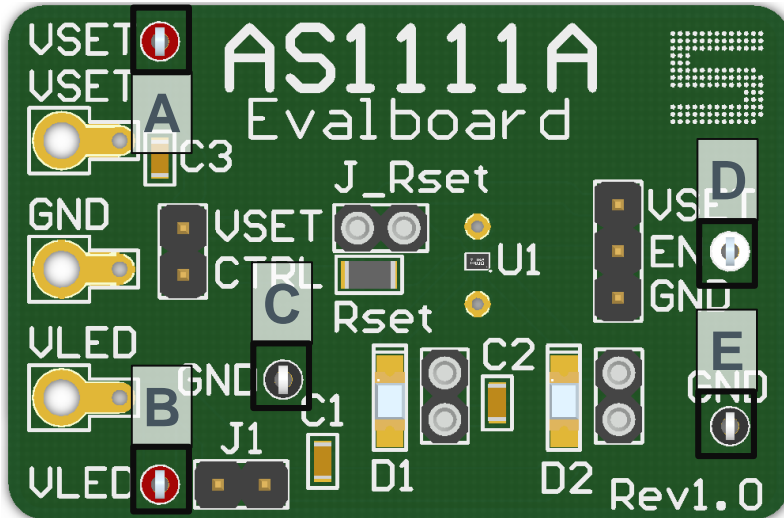 VSET
AS1111A
VSET
Evalboard
A
C3
D
J_Rset
VSET
GND
VSET
EN
U1
CTRL
GND
C
Rset
E
VLED
C2
GND
GND
B
C1
J1
D1
D2
VLED
Rev1.0